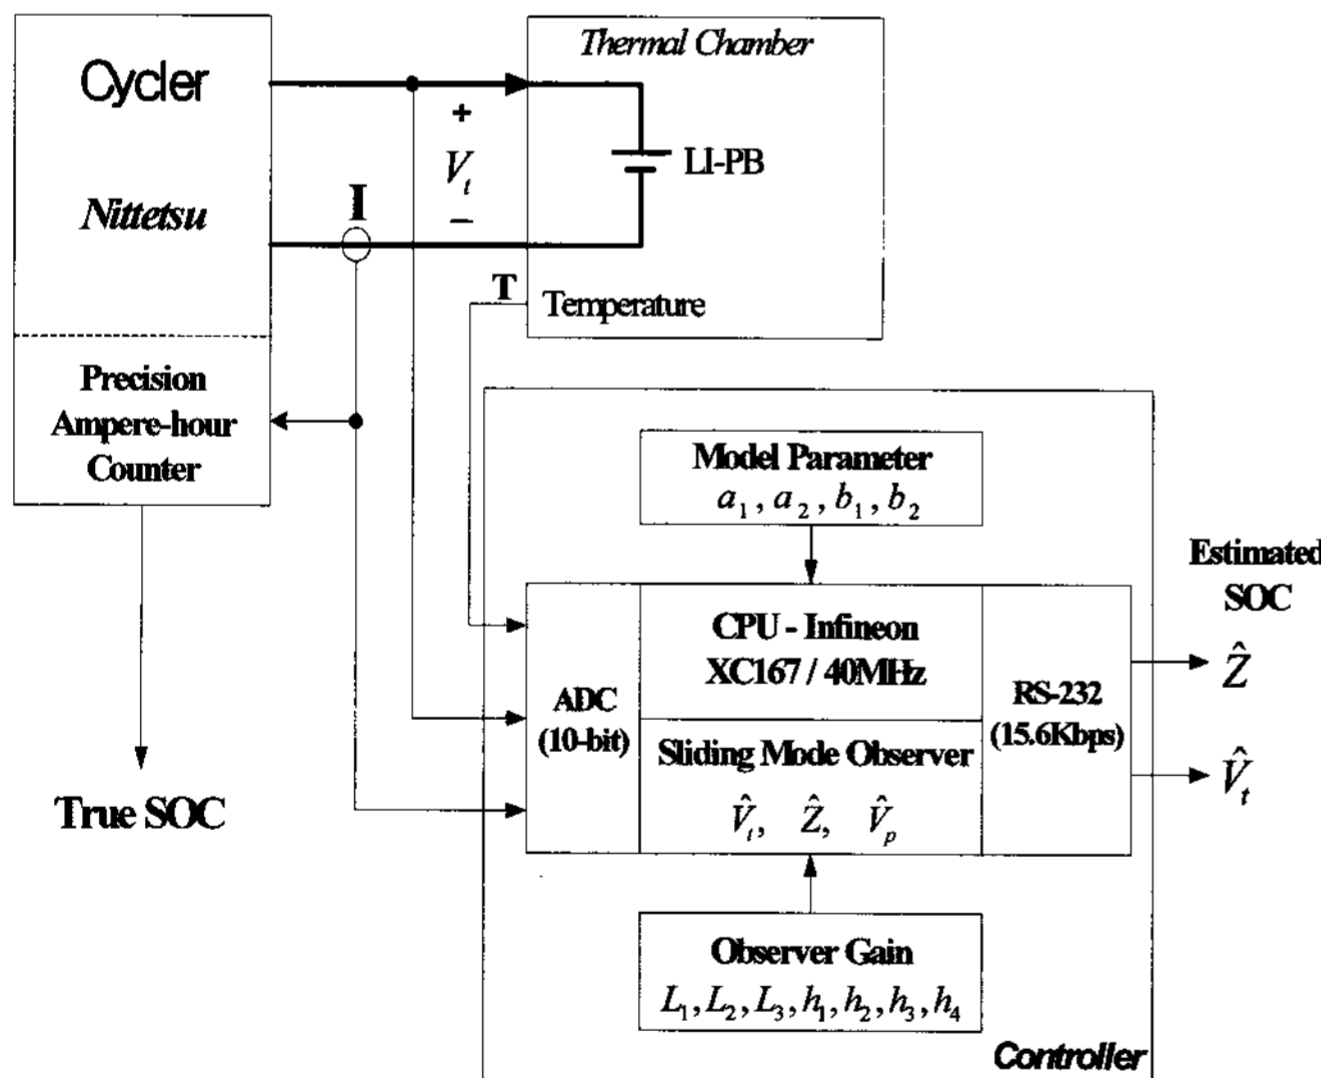 Cycler
Nittetsu
Precision
Ampere-hour
Counter
True SOC
I
+
V_t
−
Thermal Chamber
LI-PB
T
Temperature
Model Parameter
a_1, a_2, b_1, b_2
ADC
(10-bit)
CPU - Infineon
XC167 / 40MHz
Sliding Mode Observer
V̂_t, Ẑ, V̂_p
RS-232
(15.6Kbps)
Estimated
SOC
Ẑ
V̂_t
Observer Gain
L_1, L_2, L_3, h_1, h_2, h_3, h_4
Controller